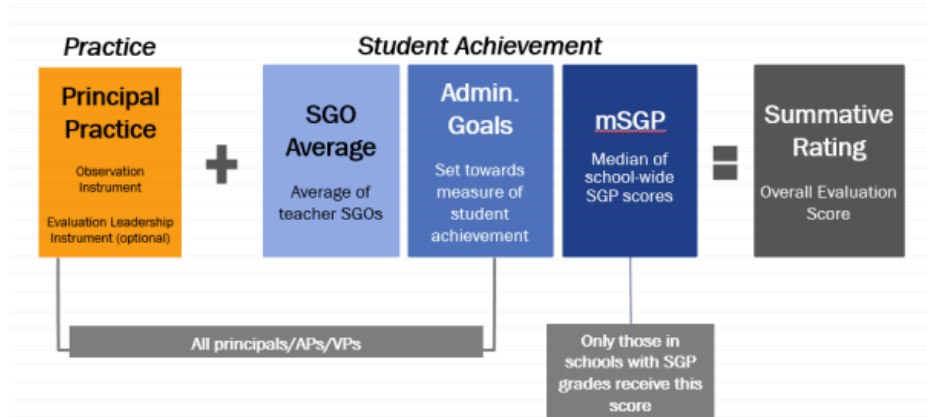 Practice
Student Achievement
Principal
Practice
Observation
Instrument
Evaluation Leadership
Instrument (optional)
SGO
Average
Average of
teacher SGOs
Admin.
Goals
Set towards
measure of
student
achievement
mSGP
Median of
school-wide
SGP scores
Summative
Rating
Overall Evaluation
Score
All principals/APs/VPs
Only those in
schools with SGP
grades receive this
score